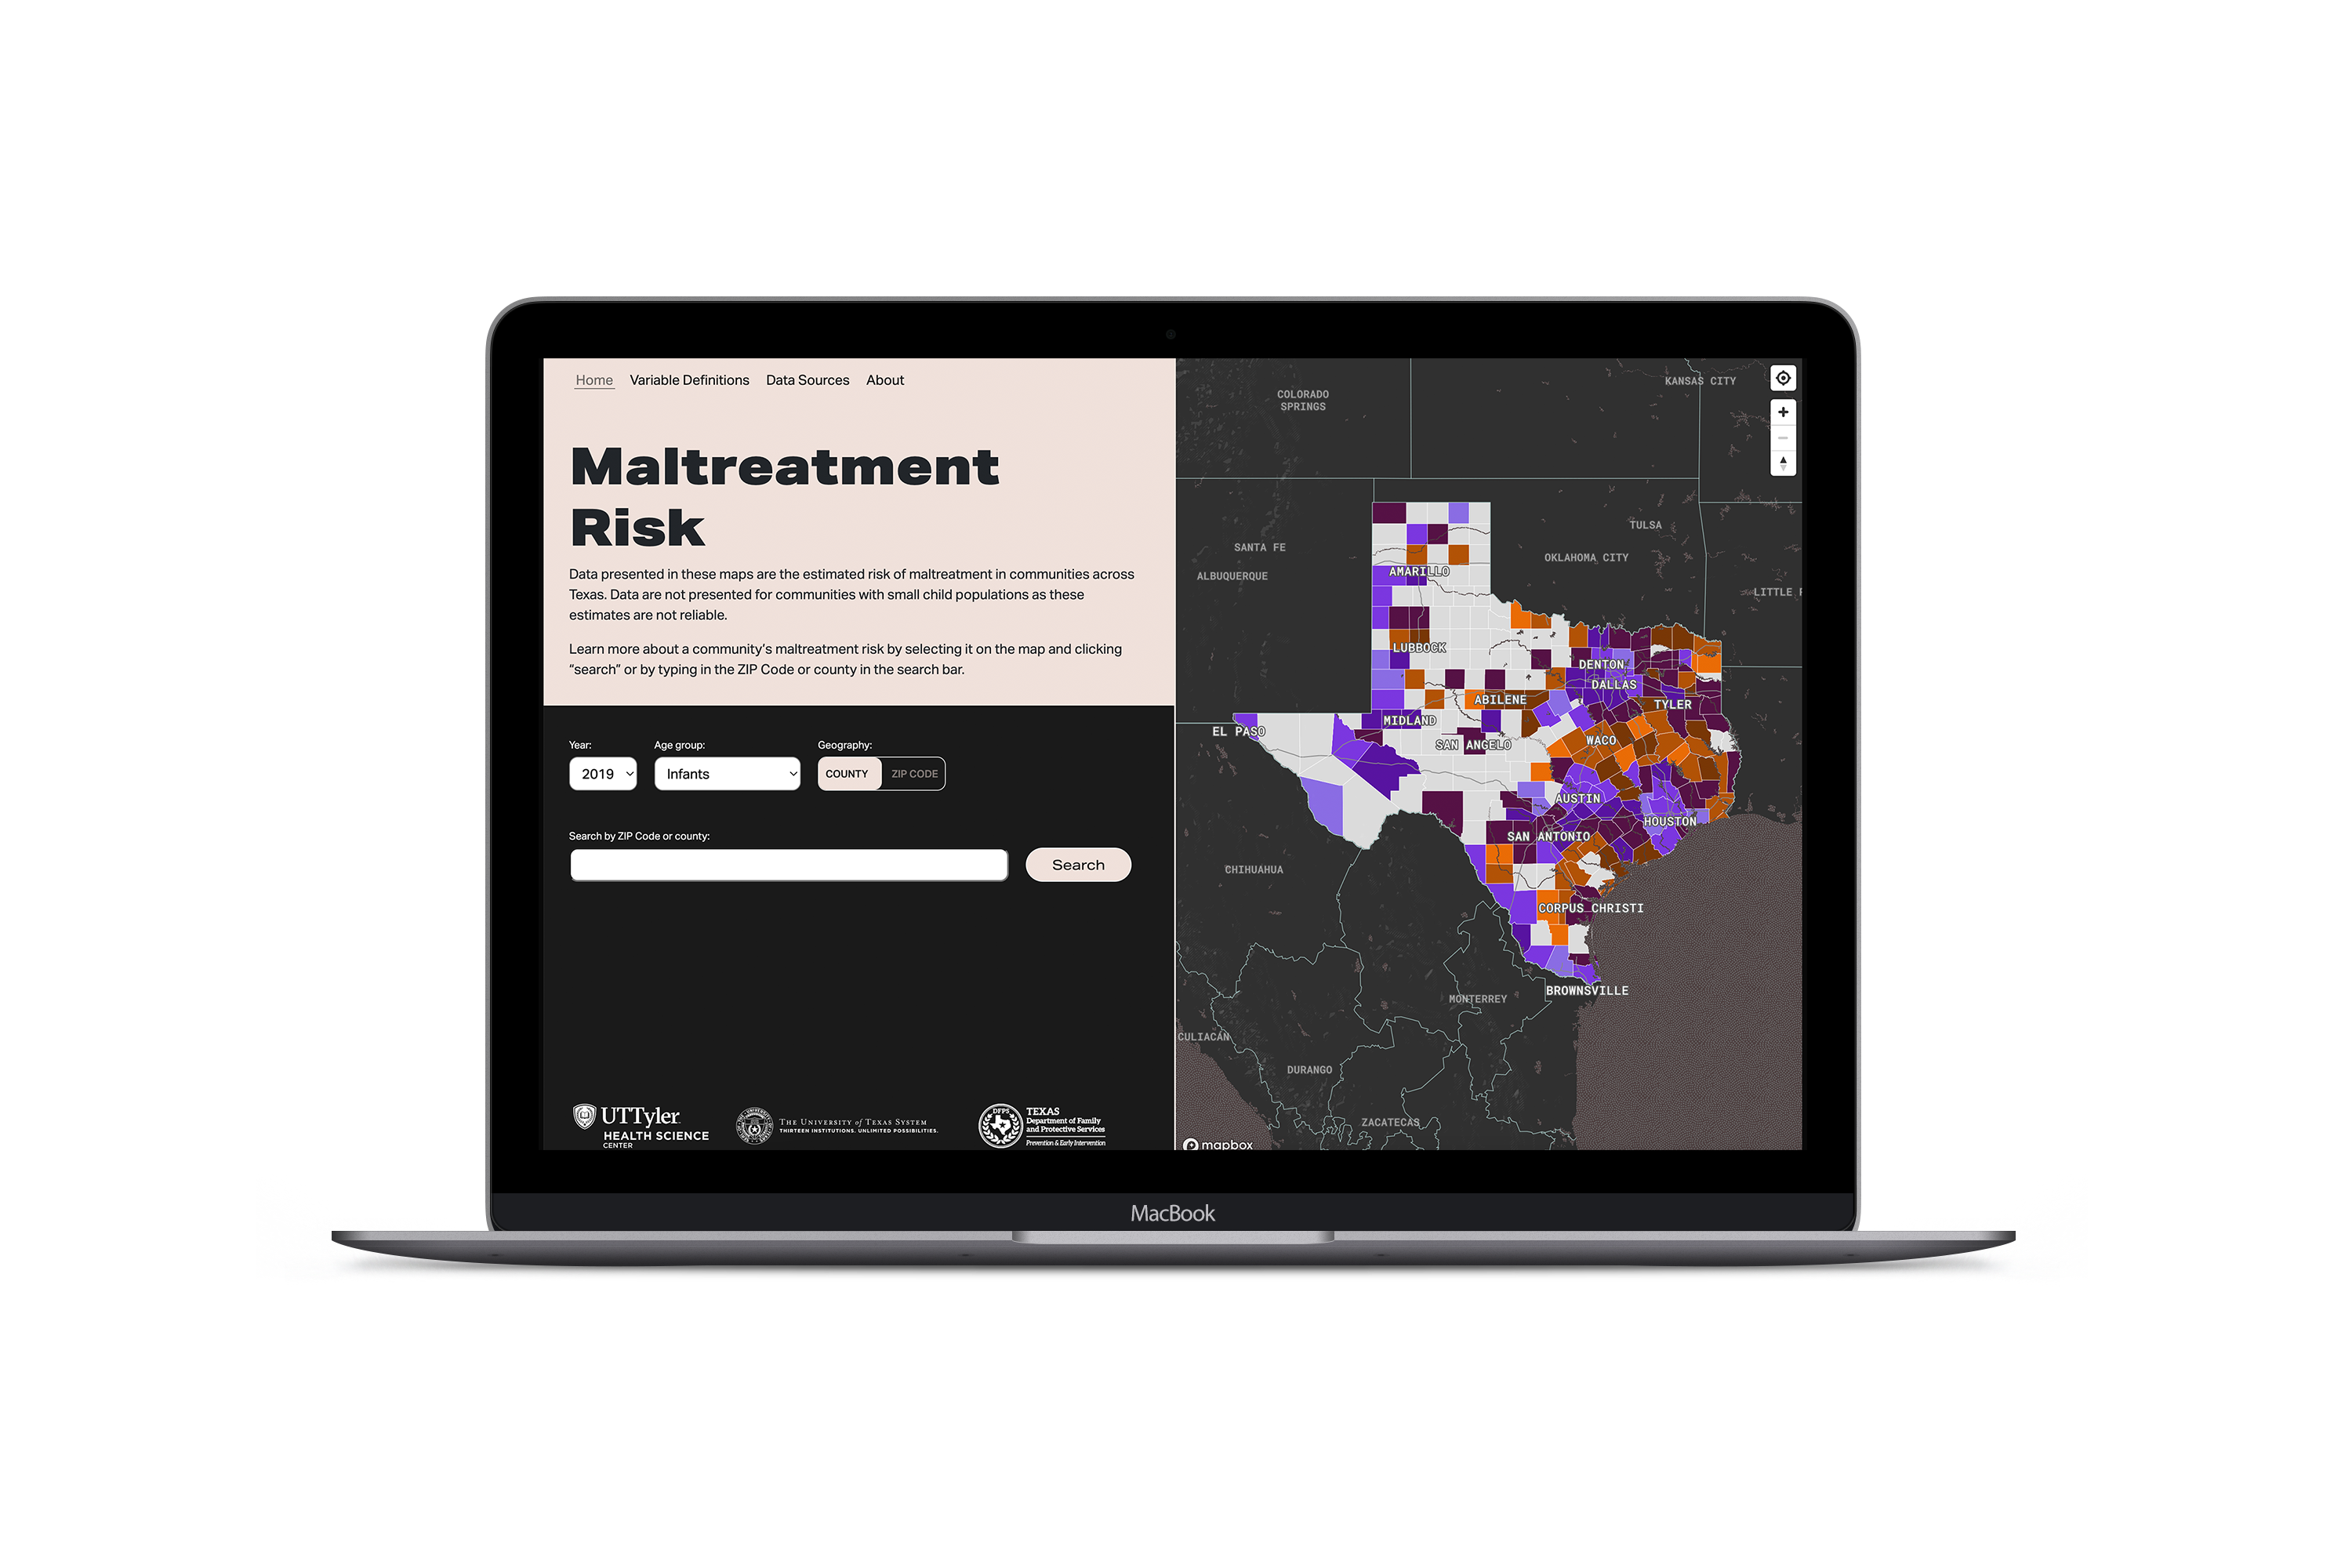 Home Variable Definitions Data Sources About
Maltreatment
Risk
Data presented in these maps are the estimated risk of maltreatment in communities across
Texas. Data are not presented for communities with small child populations as these
estimates are not reliable.
Learn more about a community's maltreatment risk by selecting it on the map and clicking
“search” or by typing in the ZIP Code or county in the search bar.
Year:
Age group:
Geography:
2019
Infants
COUNTY
ZIP CODE
Search by ZIP Code or county:
Search
UTTyler
HEALTH SCIENCE
CENTER
THE UNIVERSITY of TEXAS SYSTEM
THIRTEEN INSTITUTIONS. UNLIMITED POSSIBILITIES.
DFPS
TEXAS
Department of Family
and Protective Services
Prevention & Early Intervention
COLORADO
SPRINGS
KANSAS CITY
TULSA
SANTA FE
OKLAHOMA CITY
ALBUQUERQUE
AMARILLO
LITTLE
LUBBOCK
DENTON
DALLAS
ABILENE
TYLER
MIDLAND
EL PASO
WACO
SAN ANGELO
AUSTIN
HOUSTON
SAN ANTONIO
CHIHUAHUA
CORPUS CHRISTI
BROWNSVILLE
MONTERREY
CULIACÁN
DURANGO
ZACATECAS
mapbox
MacBook